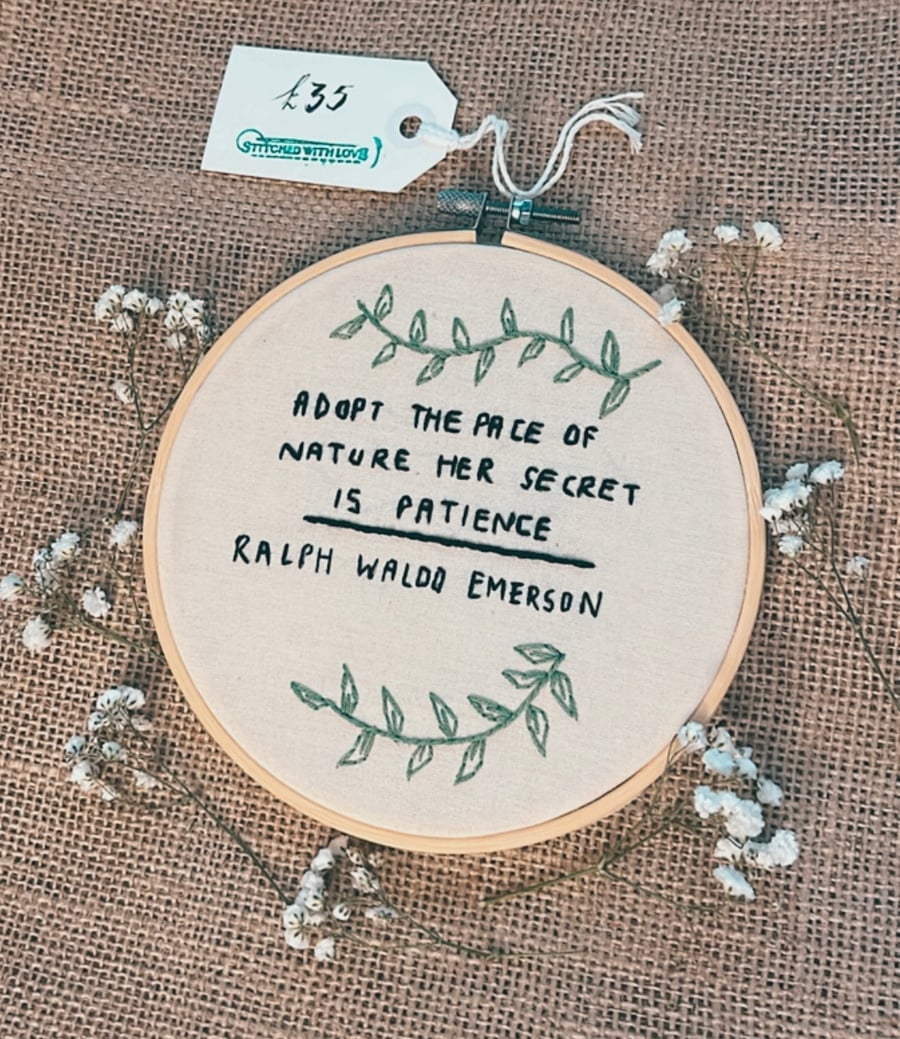 £35
STITCHED WITH LOVE
ADOPT THE PACE OF
NATURE HER SECRET
IS PATIENCE
RALPH WALDO EMERSON